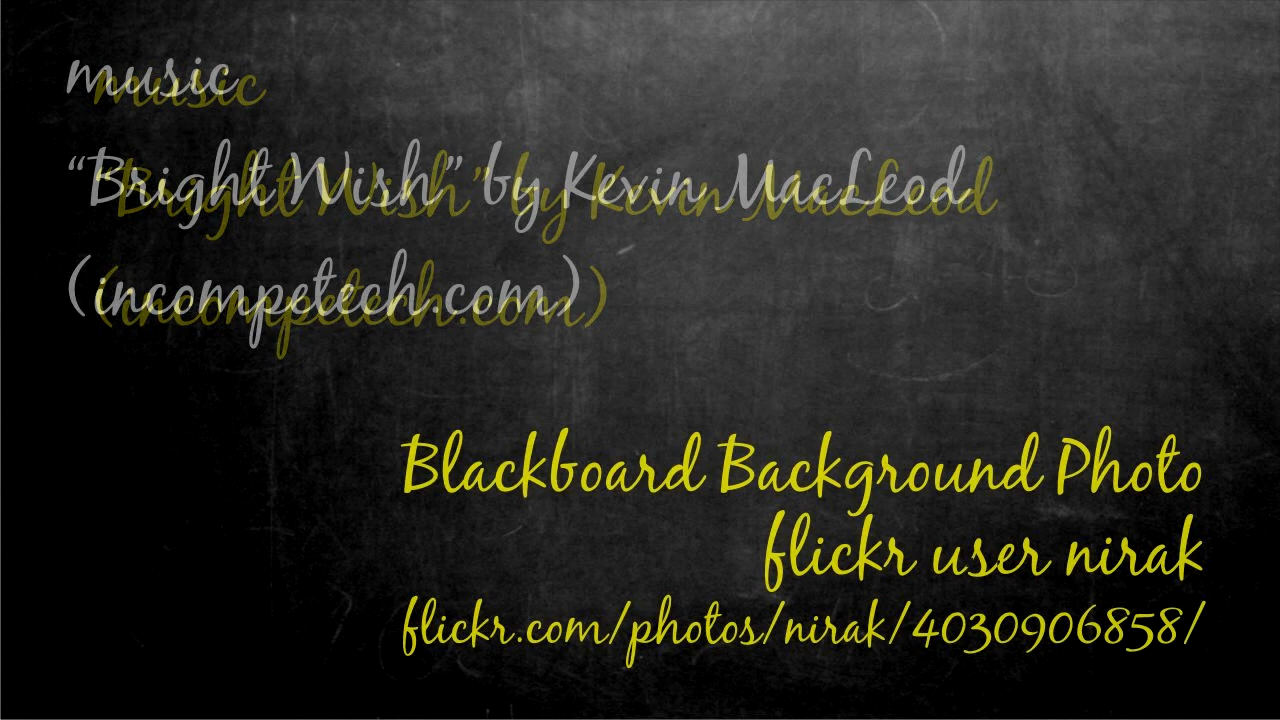 music
“Bright Wish” by Kevin MacLeod
(incompetech.com)
Blackboard Background Photo
flickr user nirak
flickr.com/photos/nirak/4030906858/